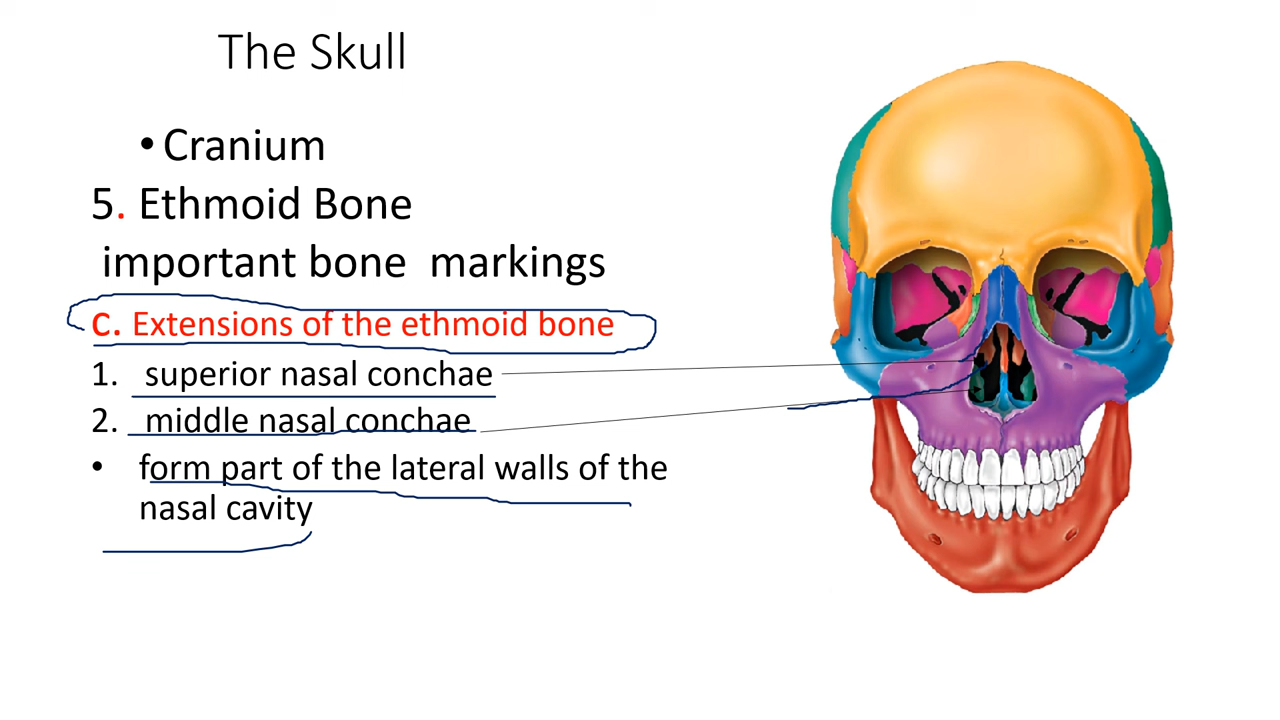 The Skull
• Cranium
5. Ethmoid Bone
important bone markings
c. Extensions of the ethmoid bone
1. superior nasal conchae
2. middle nasal conchae
• form part of the lateral walls of the
nasal cavity